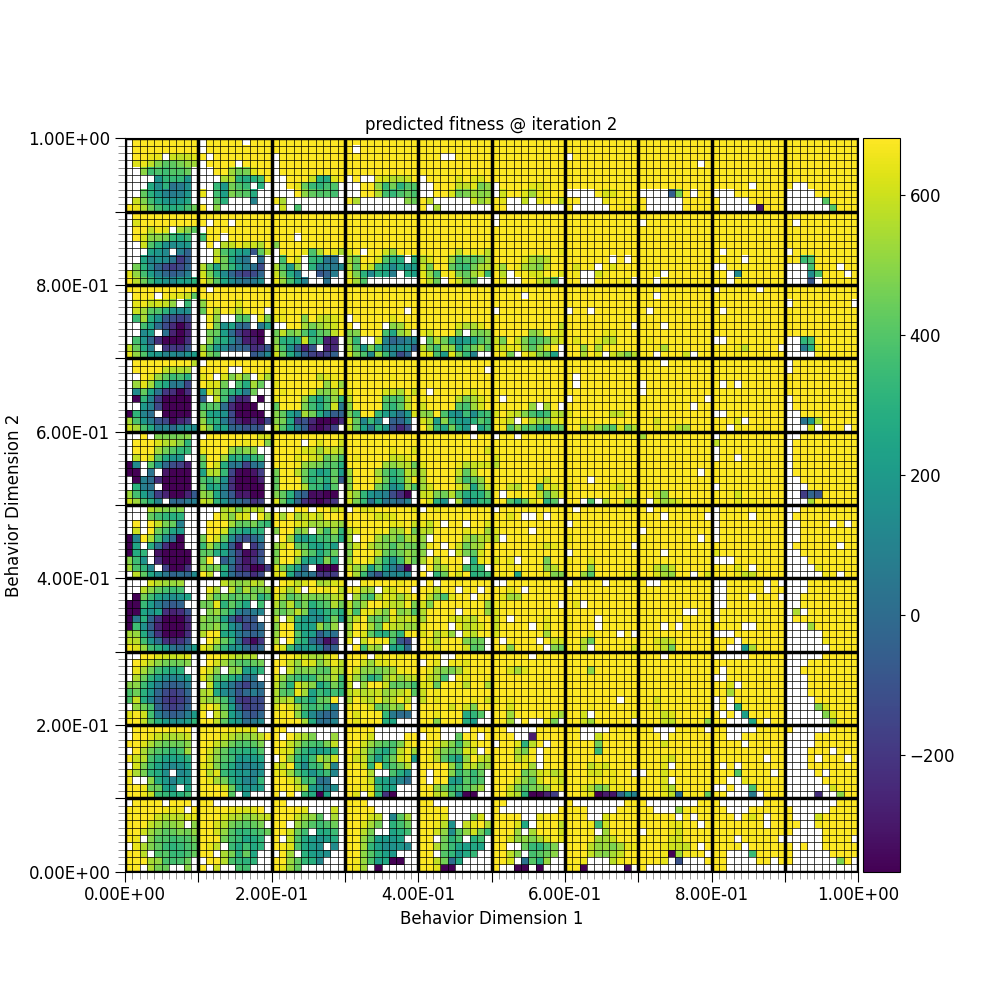 predicted fitness @ iteration 2
1.00E+00
8.00E-01
6.00E-01
4.00E-01
2.00E-01
0.00E+00
Behavior Dimension 2
0.00E+00 2.00E-01 4.00E-01 6.00E-01 8.00E-01 1.00E+00
Behavior Dimension 1
600
400
200
0
−200